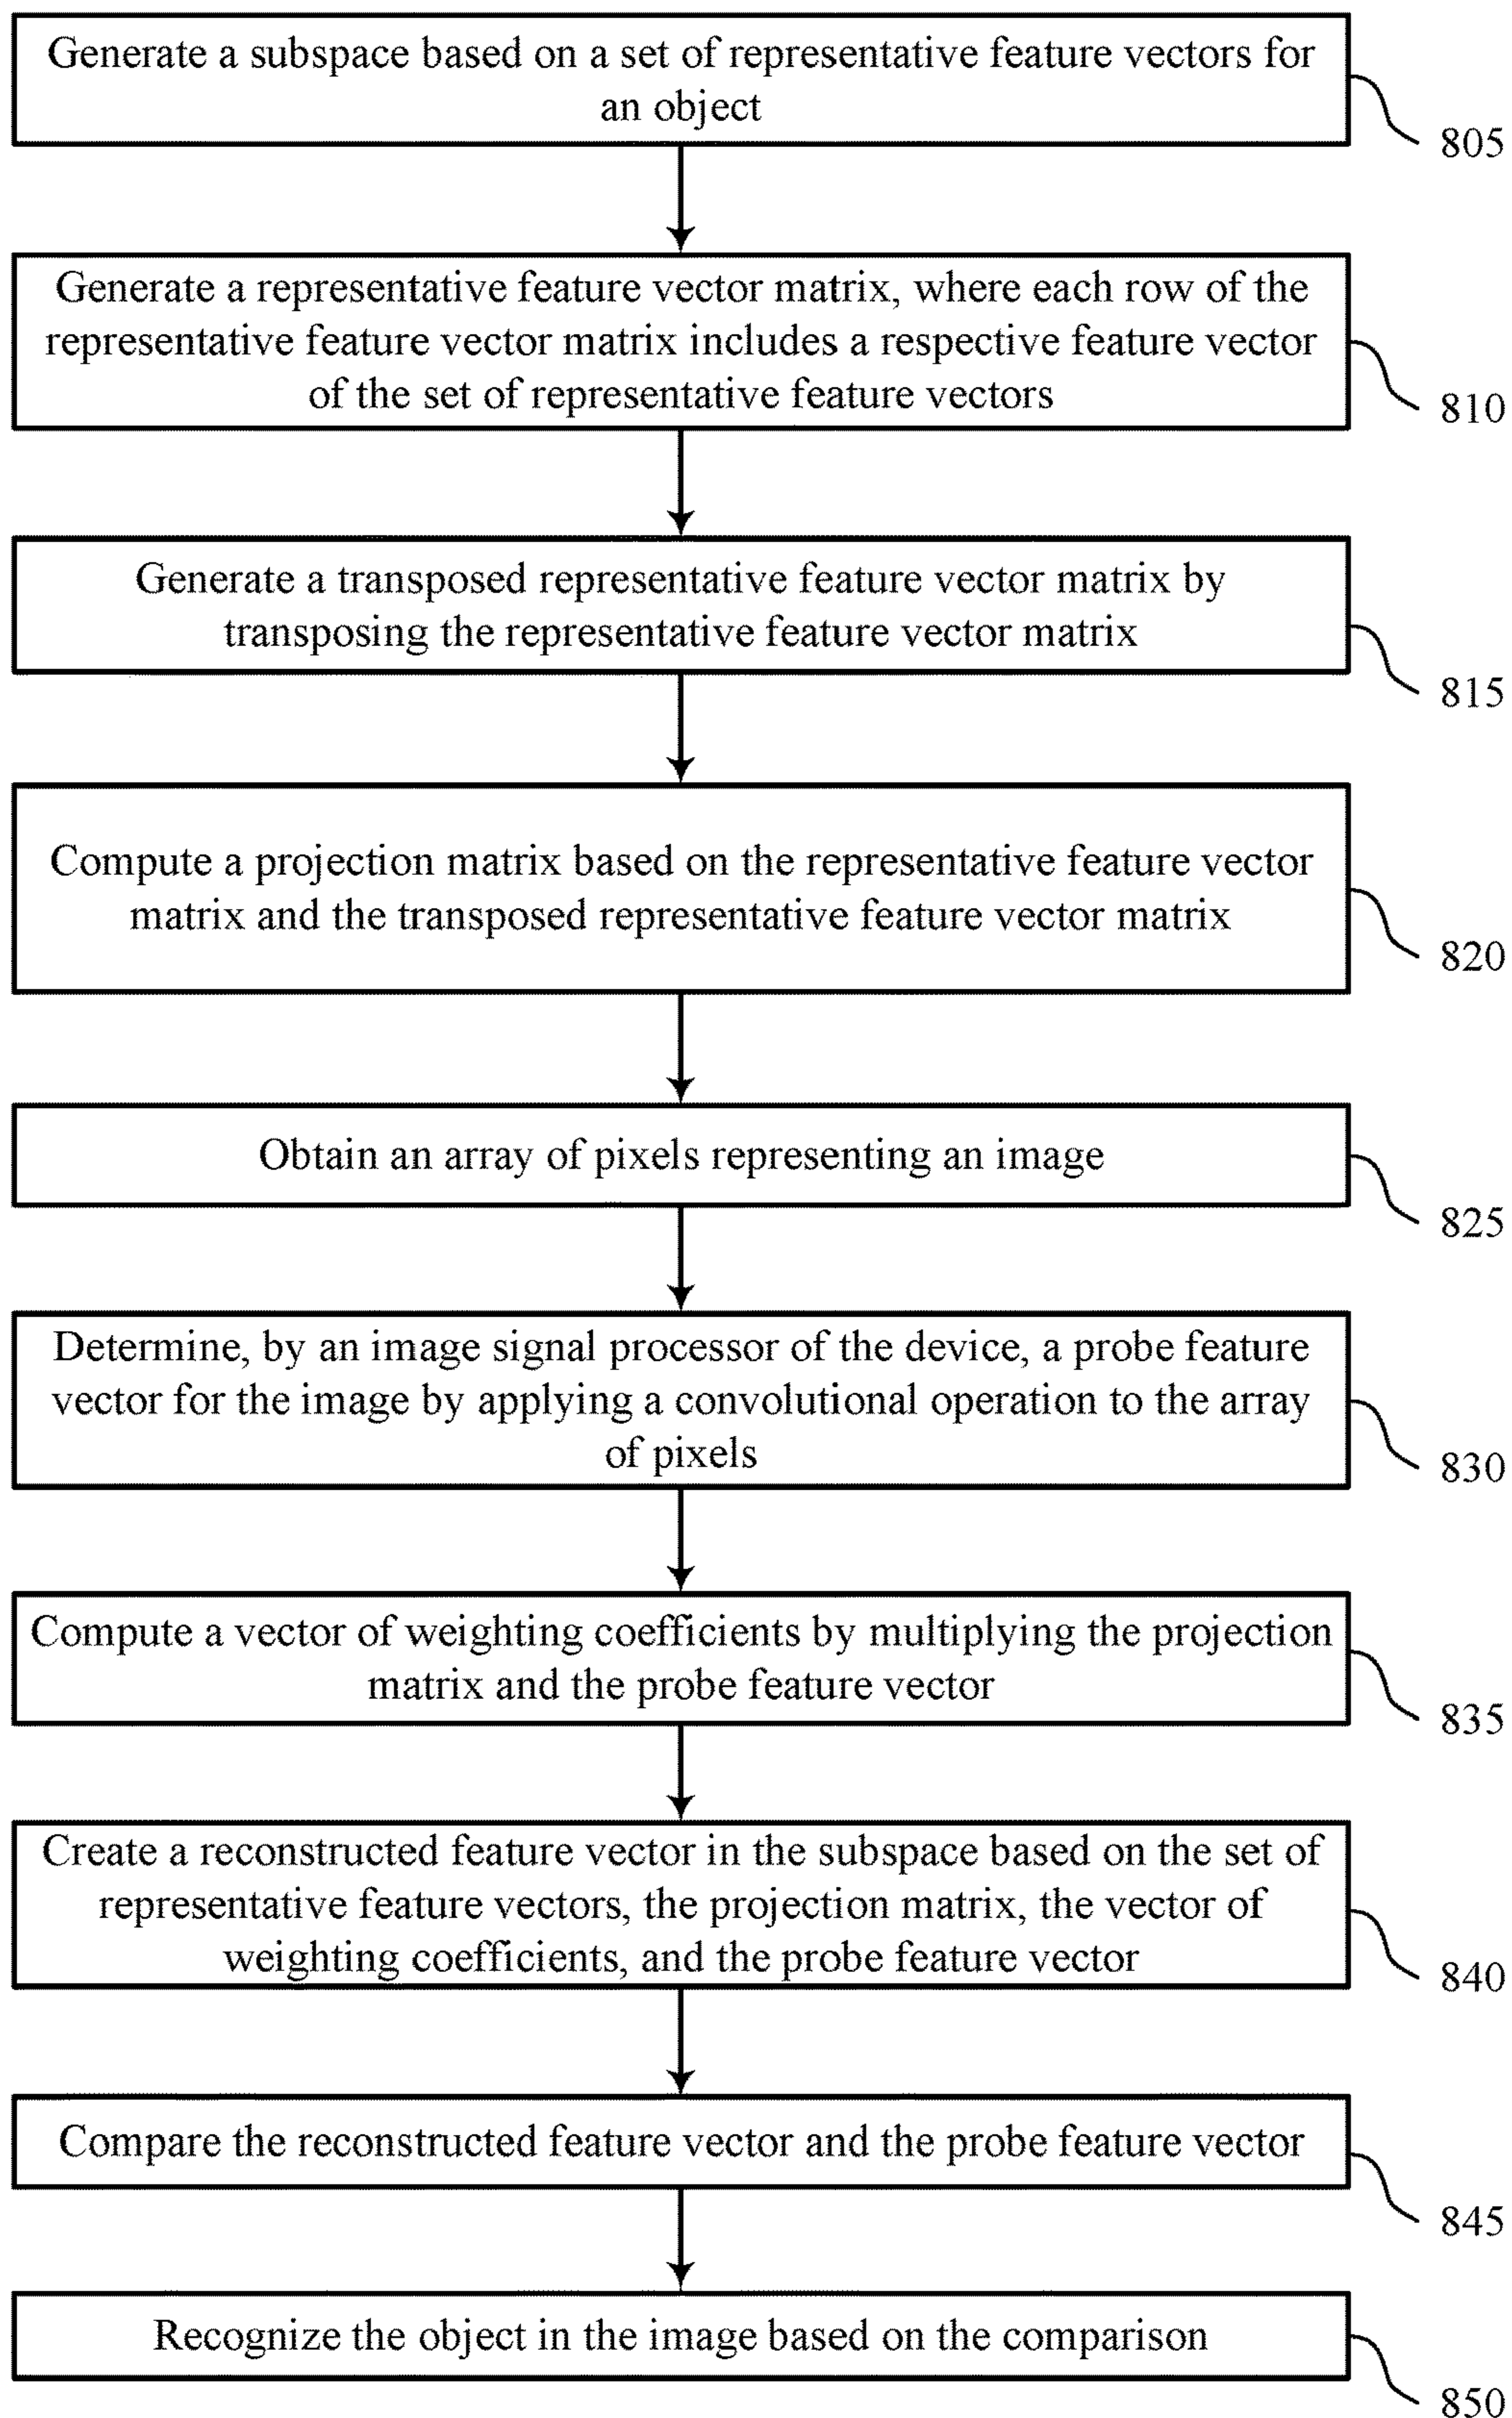 Generate a subspace based on a set of representative feature vectors for
an object
805
Generate a representative feature vector matrix, where each row of the
representative feature vector matrix includes a respective feature vector
of the set of representative feature vectors
810
Generate a transposed representative feature vector matrix by
transposing the representative feature vector matrix
815
Compute a projection matrix based on the representative feature vector
matrix and the transposed representative feature vector matrix
820
Obtain an array of pixels representing an image
825
Determine, by an image signal processor of the device, a probe feature
vector for the image by applying a convolutional operation to the array
of pixels
830
Compute a vector of weighting coefficients by multiplying the projection
matrix and the probe feature vector
835
Create a reconstructed feature vector in the subspace based on the set of
representative feature vectors, the projection matrix, the vector of
weighting coefficients, and the probe feature vector
840
Compare the reconstructed feature vector and the probe feature vector
845
Recognize the object in the image based on the comparison
850